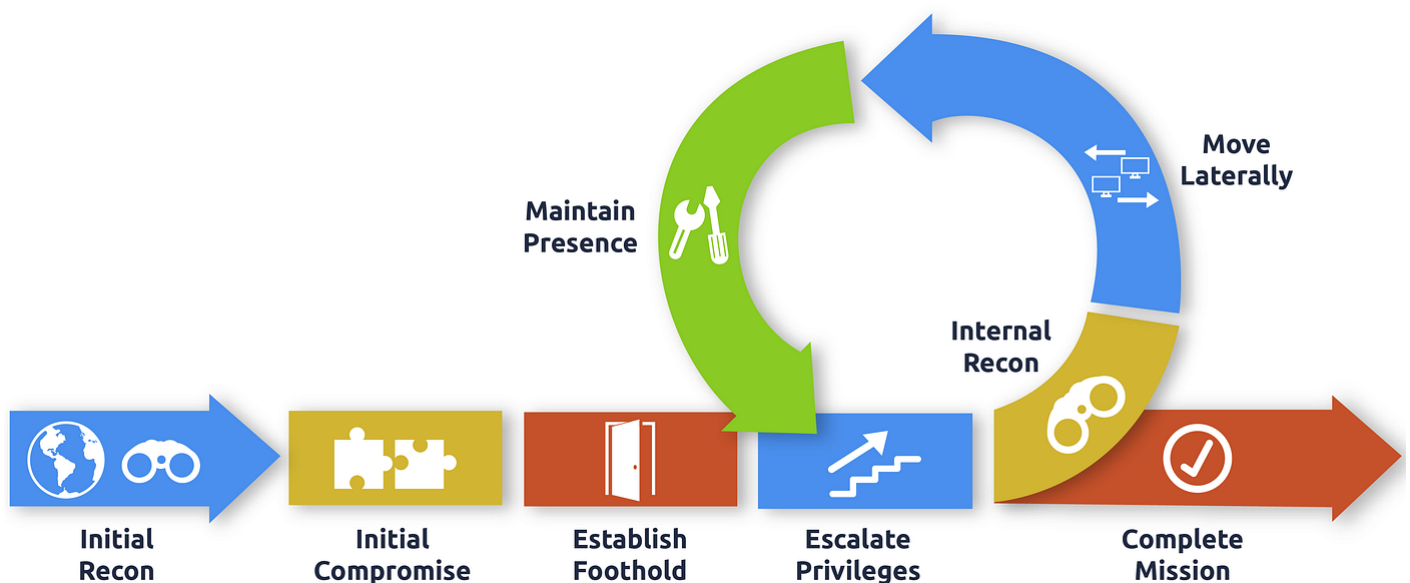 Move
Laterally
Maintain
Presence
Internal
Recon
Initial
Recon
Initial
Compromise
Establish
Foothold
Escalate
Privileges
Complete
Mission